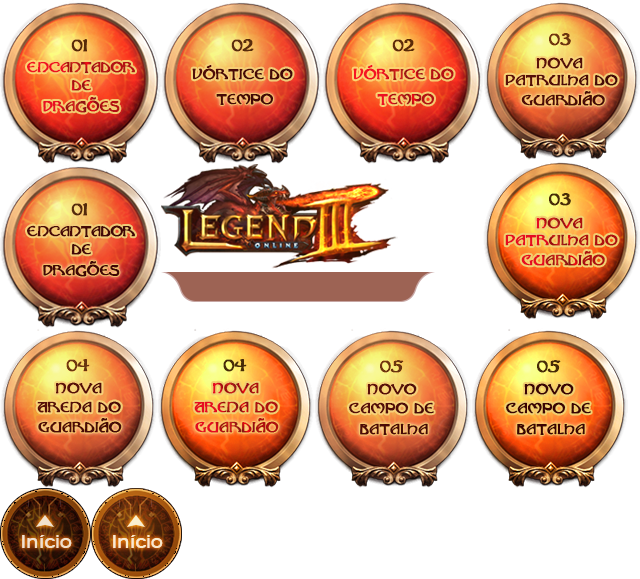 01
ENCANTADOR
DE
DRAGÕES
02
VÓRTICE DO
TEMPO
02
VÓRTICE DO
TEMPO
03
NOVA
PATRULHA DO
GUARDIÃO
01
ENCANTADOR
DE
DRAGÕES
LEGEND III
ONLINE
03
NOVA
PATRULHA DO
GUARDIÃO
04
NOVA
ARENA DO
GUARDIÃO
04
NOVA
ARENA DO
GUARDIÃO
05
NOVO
CAMPO DE
BATALHA
05
NOVO
CAMPO DE
BATALHA
Início
Início